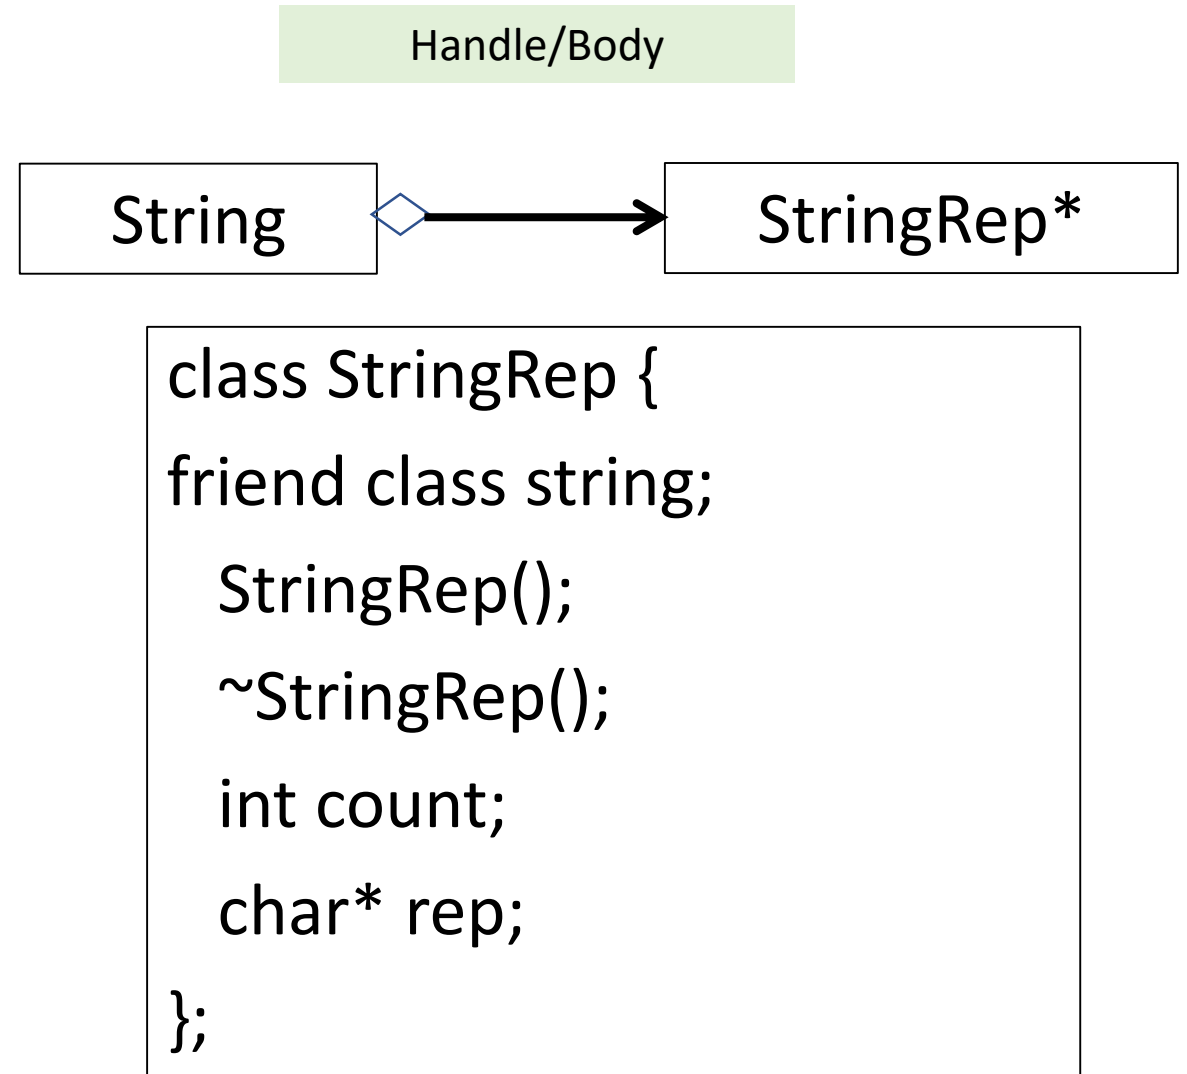 Handle/Body
String
StringRep*
class StringRep {
friend class string;
StringRep();
~StringRep();
int count;
char* rep;
};